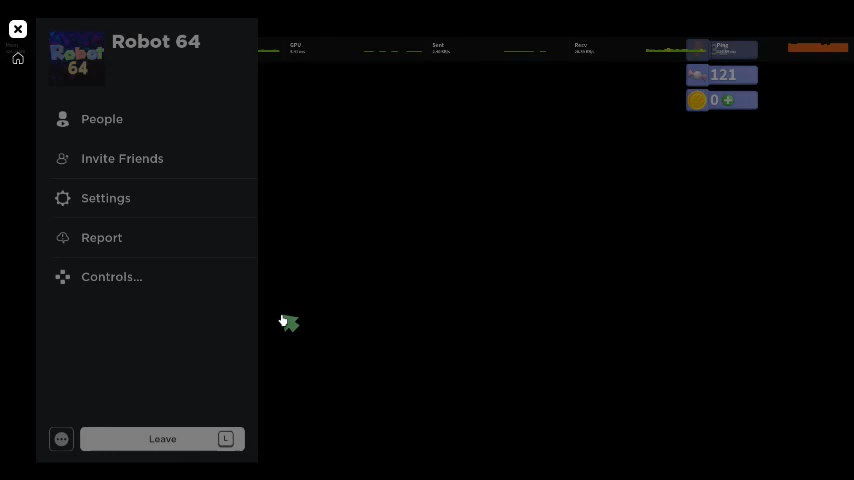 Robot 64
Robot
64
GPU
Sent
Recv
Ping
121
0
People
Invite Friends
Settings
Report
Controls...
Leave
L